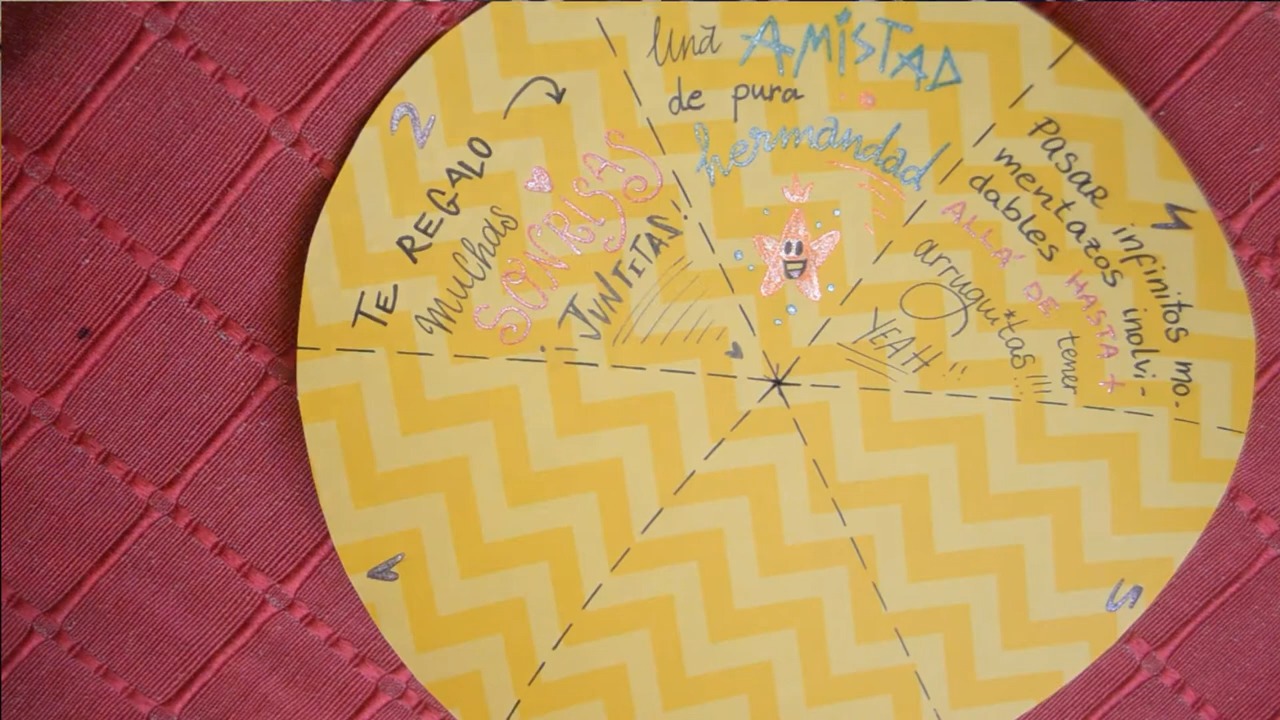 2
TE REGALO
muchas
SONRISAS
¡JUNTITAS!
Una AMISTAD
de pura
hermandad
4
PASAR infinitos mo-
mentazos inolvi-
dables HASTA +
ALLÁ DE tener
arruguitas!!!
YEAH!!
1
5